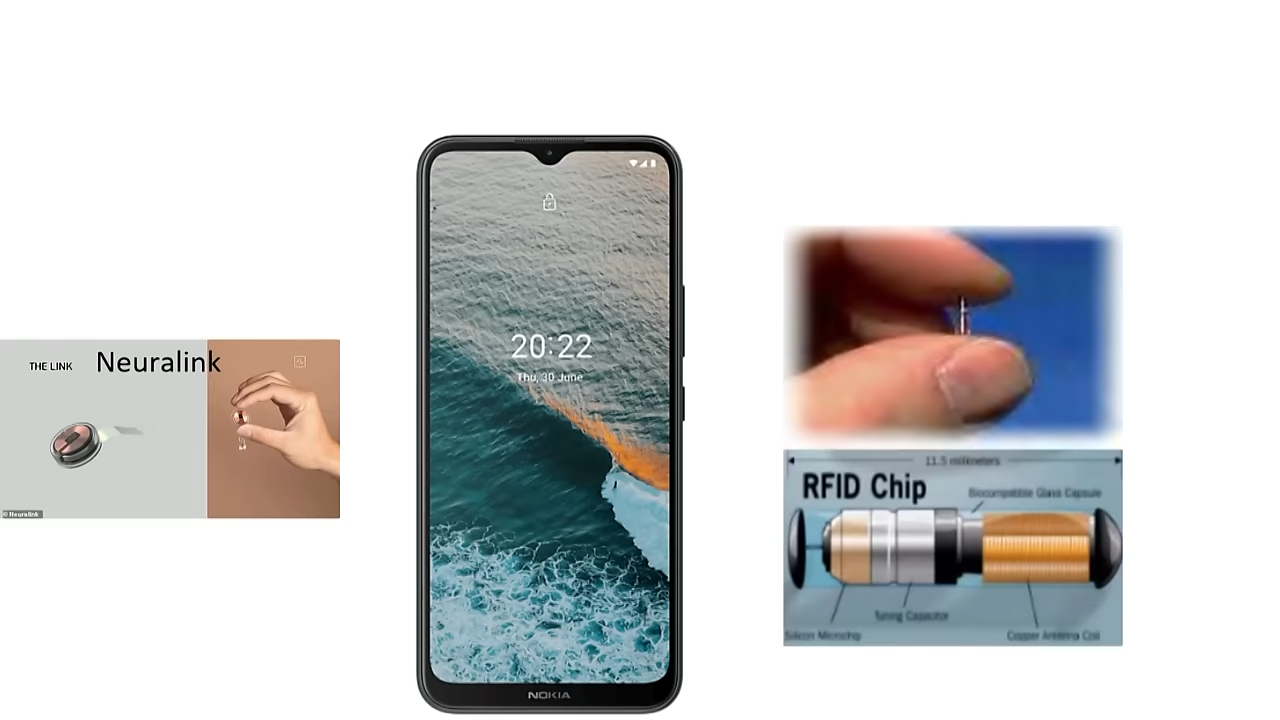 THE LINK
Neuralink
© Neuralink
20:22
Thu, 30 June
NOKIA
11.5 millimeters
RFID Chip
Biocompatible Glass Capsure
Tuning Capacitor
Silicon Microchip
Copper Antenna Coil